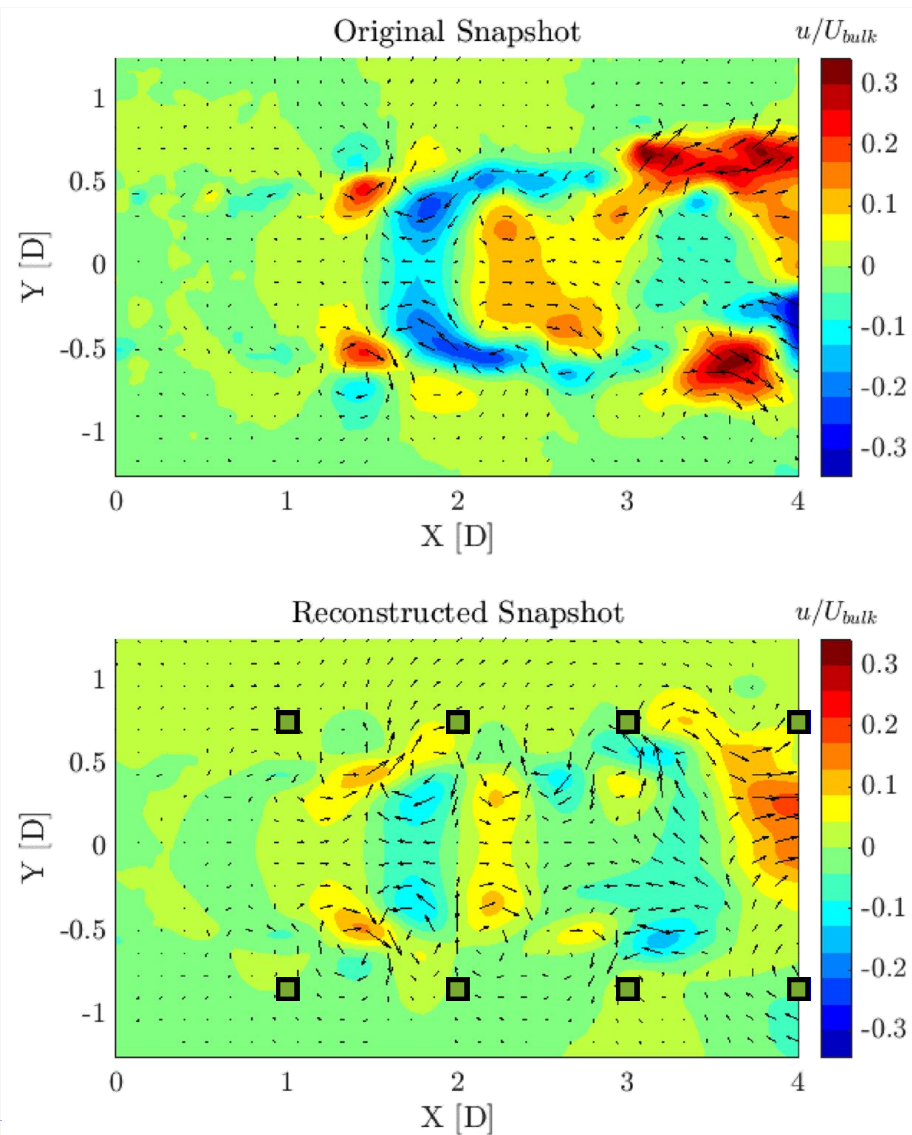 Original Snapshot
u/U_bulk
1
0.5
0
-0.5
-1
Y [D]
0 1 2 3 4
X [D]
0.3
0.2
0.1
0
-0.1
-0.2
-0.3
Reconstructed Snapshot
u/U_bulk
1
0.5
0
-0.5
-1
Y [D]
0 1 2 3 4
X [D]
0.3
0.2
0.1
0
-0.1
-0.2
-0.3